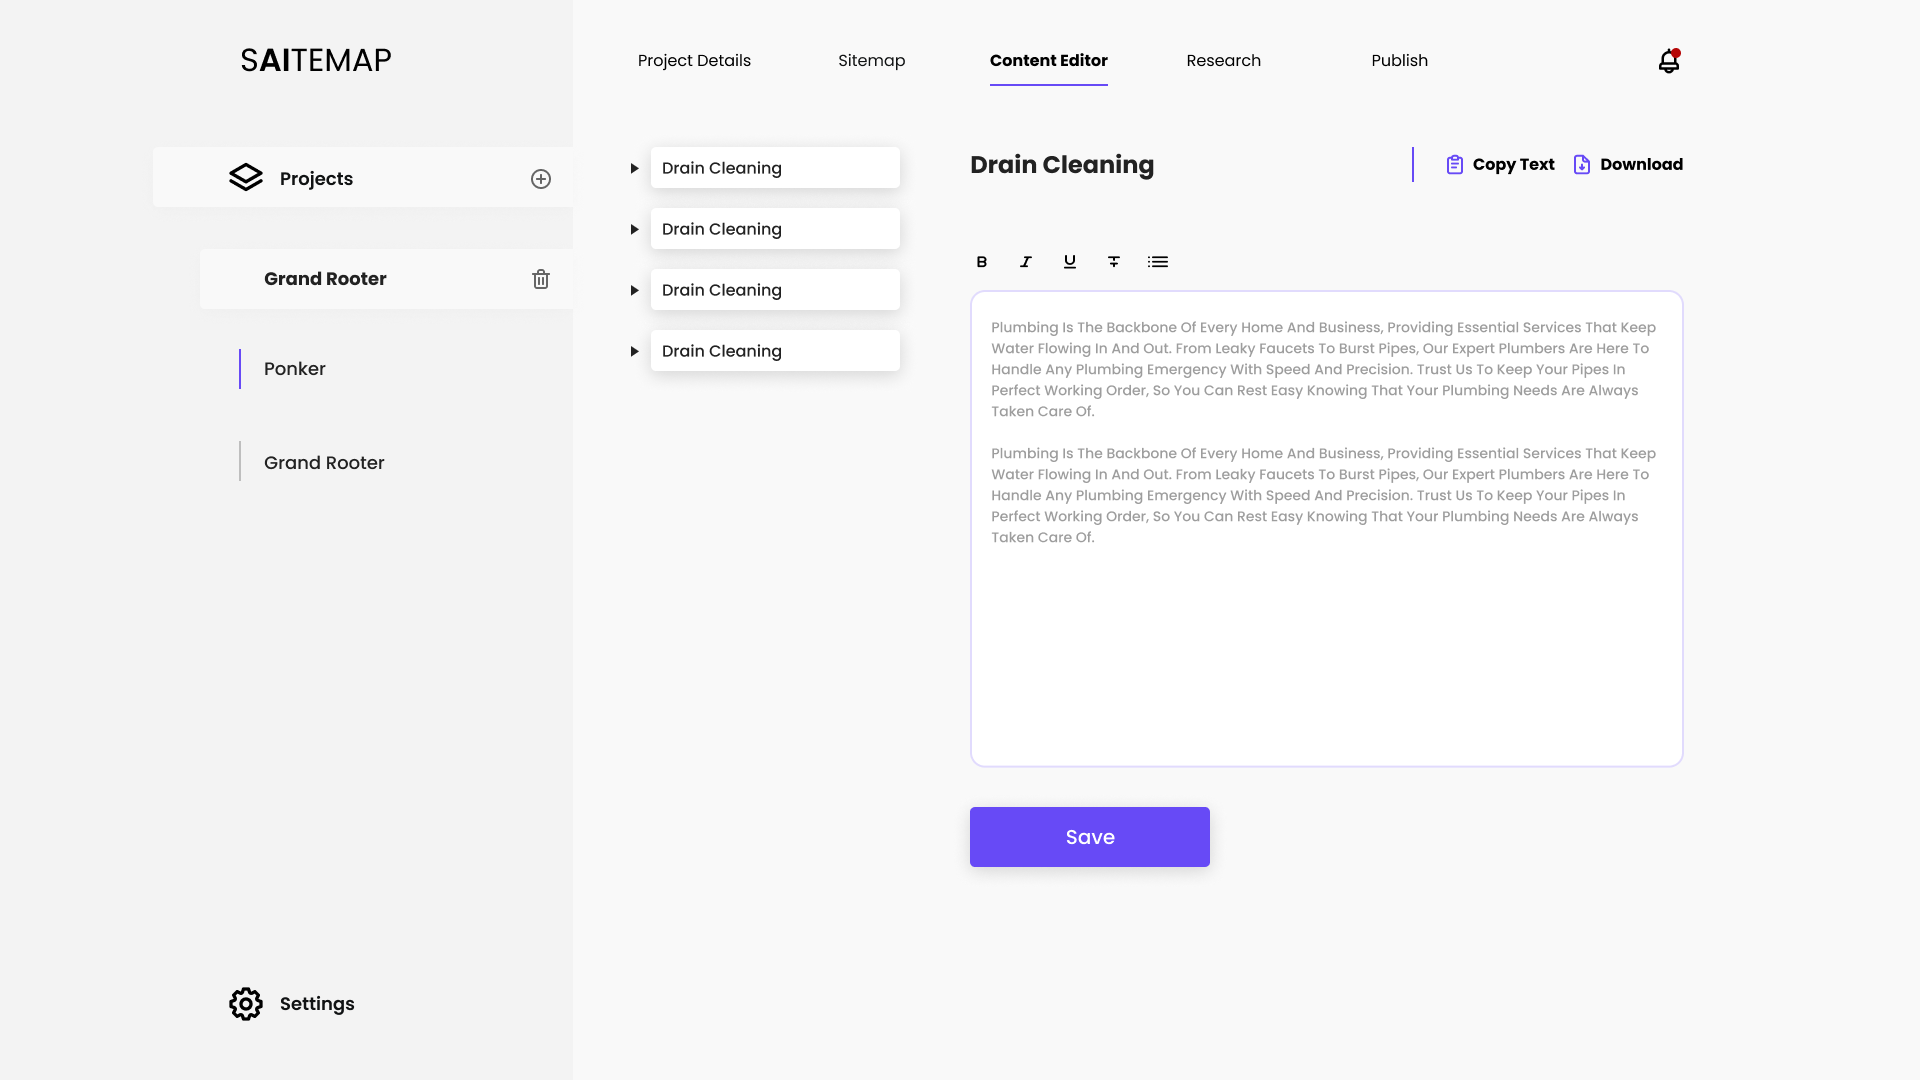 SAITEMAP
Project Details
Sitemap
Content Editor
Research
Publish
Projects
Grand Rooter
Ponker
Grand Rooter
Settings
Drain Cleaning
Drain Cleaning
Drain Cleaning
Drain Cleaning
Drain Cleaning
Copy Text
Download
B I U T
Plumbing Is The Backbone Of Every Home And Business, Providing Essential Services That Keep
Water Flowing In And Out. From Leaky Faucets To Burst Pipes, Our Expert Plumbers Are Here To
Handle Any Plumbing Emergency With Speed And Precision. Trust Us To Keep Your Pipes In
Perfect Working Order, So You Can Rest Easy Knowing That Your Plumbing Needs Are Always
Taken Care Of.
Plumbing Is The Backbone Of Every Home And Business, Providing Essential Services That Keep
Water Flowing In And Out. From Leaky Faucets To Burst Pipes, Our Expert Plumbers Are Here To
Handle Any Plumbing Emergency With Speed And Precision. Trust Us To Keep Your Pipes In
Perfect Working Order, So You Can Rest Easy Knowing That Your Plumbing Needs Are Always
Taken Care Of.
Save